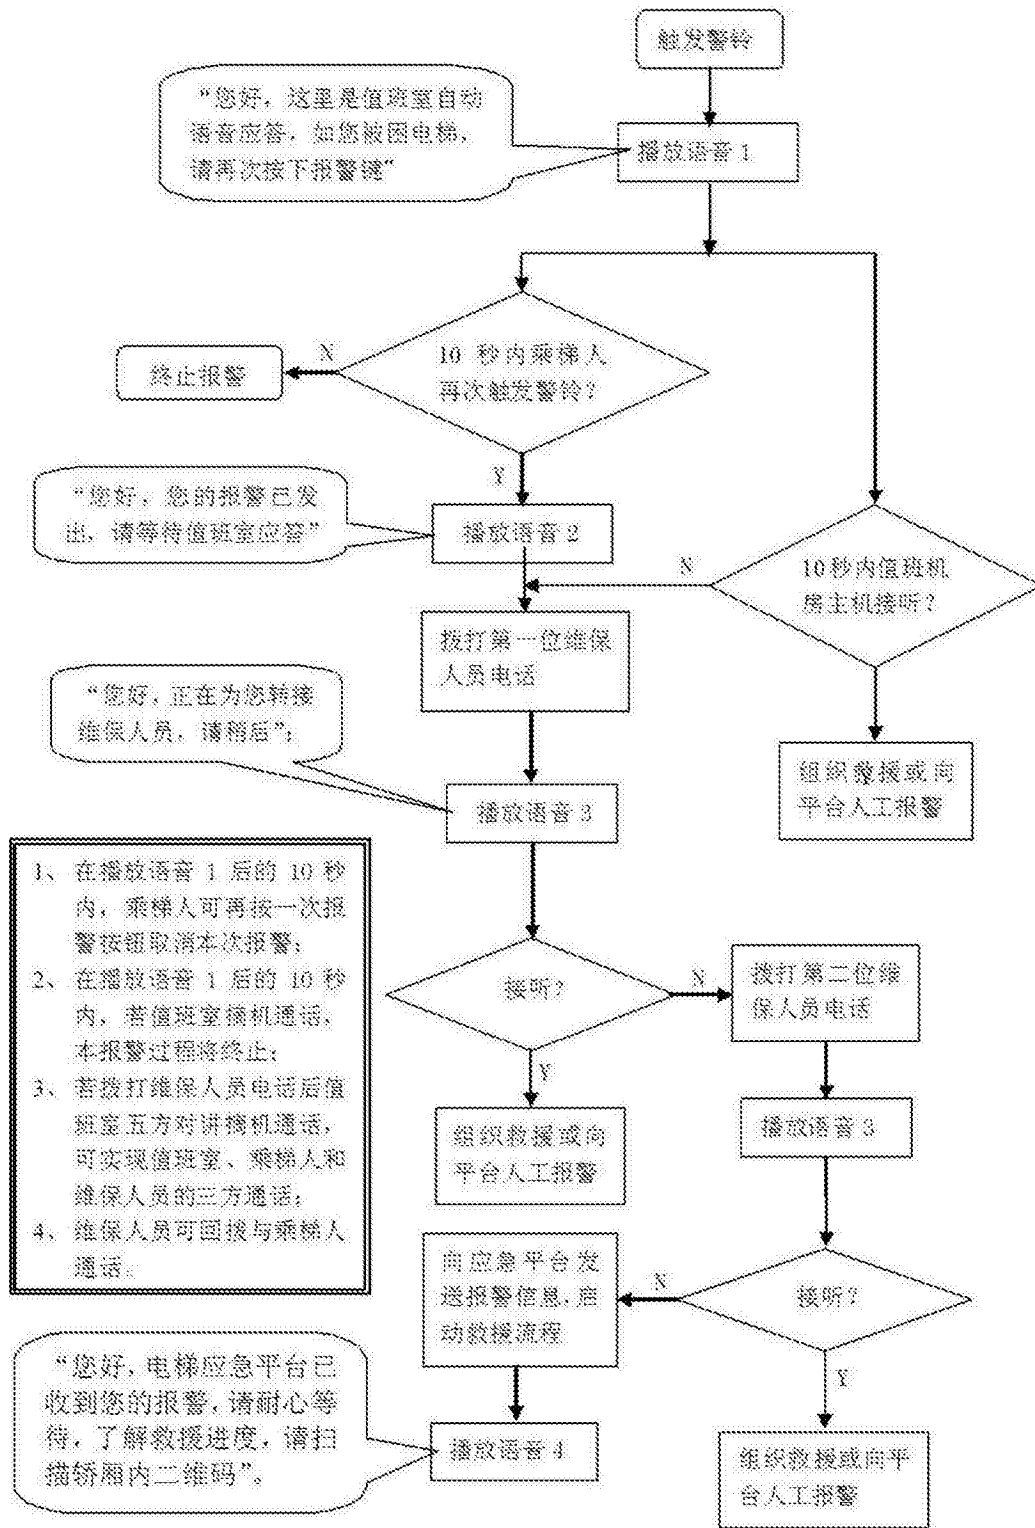 触发警铃
“您好，这里是值班室自动
语音应答，如您被困电梯，
请再次按下报警键”
播放语音 1
10 秒内乘梯人
再次触发警铃？
N
终止报警
Y
“您好，您的报警已发
出，请等待值班室应答”
播放语音 2
10秒内值班机
房主机接听？
N
拨打第一位维保
人员电话
“您好，正在为您转接
维保人员，请稍后”；
播放语音 3
组织救援或向
平台人工报警
1、 在播放语音 1 后的 10 秒
内，乘梯人可再按一次报
警按钮取消本次报警；
2、 在播放语音 1 后的 10 秒
内，若值班室摘机通话，
本报警过程将终止；
3、 若拨打维保人员电话后值
班室五方对讲摘机通话，
可实现值班室、乘梯人和
维保人员的三方通话；
4、 维保人员可回拨与乘梯人
通话。
接听？
N
拨打第二位维
保人员电话
Y
播放语音 3
组织救援或向
平台人工报警
向应急平台发
送报警信息，启
动救援流程
N
接听？
“您好，电梯应急平台已
收到您的报警，请耐心等
待，了解救援进度，请扫
描轿厢内二维码”。
播放语音 4
Y
组织救援或向平
台人工报警